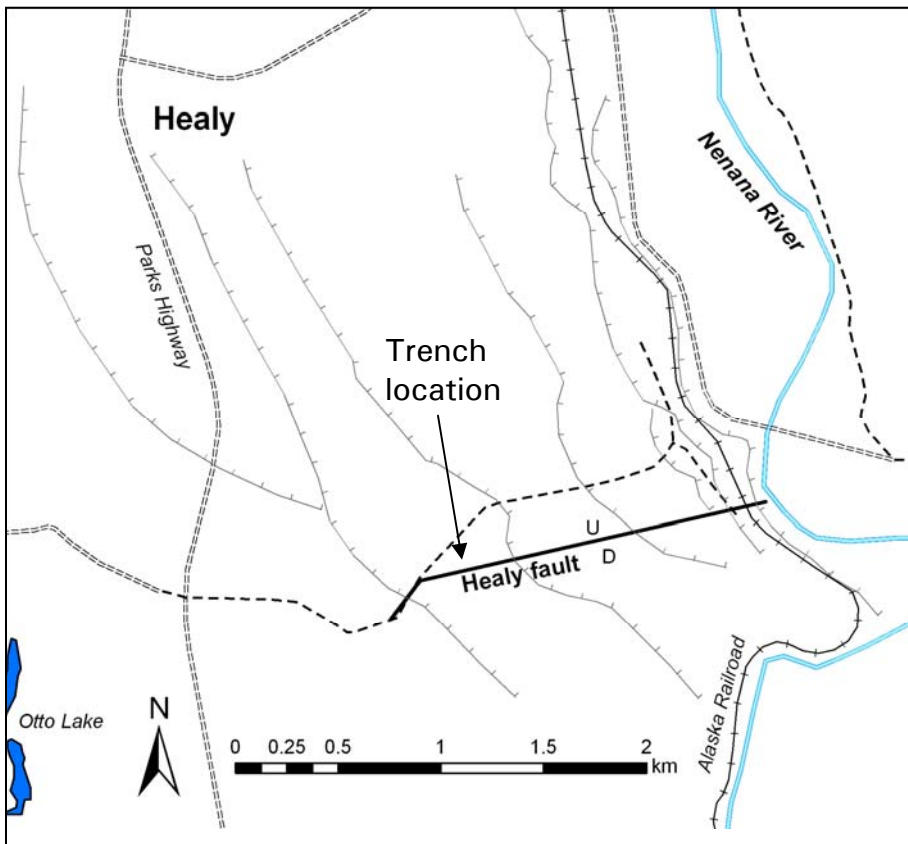 Healy
Nenana River
Parks Highway
Trench
location
U
D
Healy fault
Alaska Railroad
Otto Lake
N
0 0.25 0.5 1 1.5 2
km